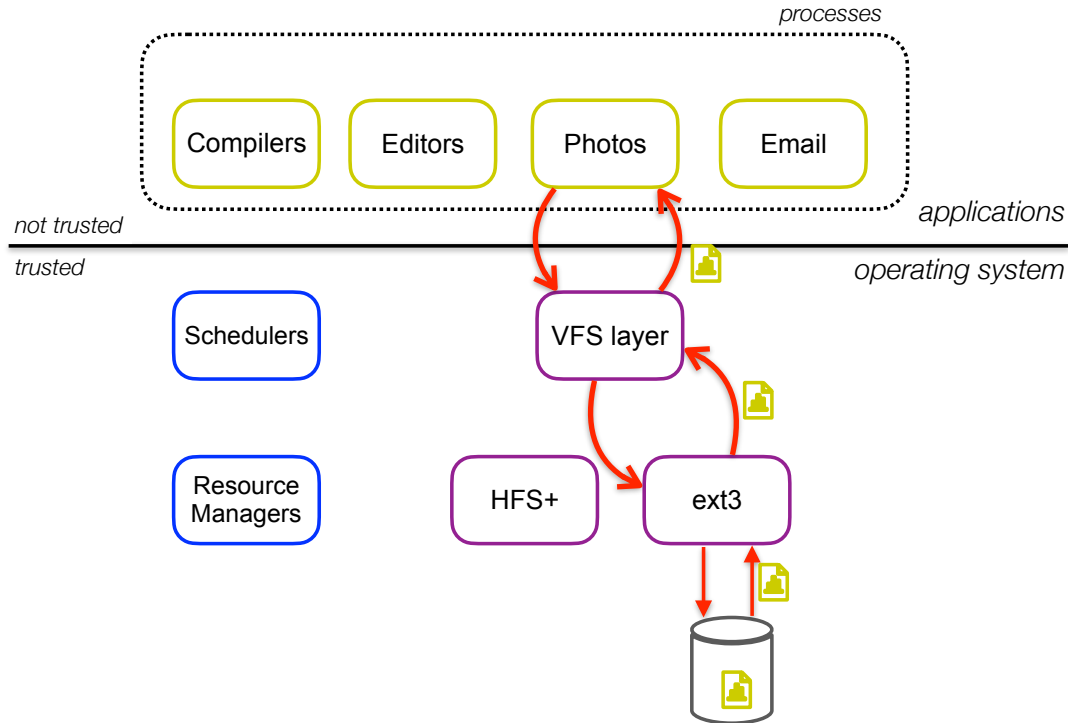 processes
Compilers
Editors
Photos
Email
not trusted
applications
trusted
operating system
Schedulers
VFS layer
Resource
Managers
HFS+
ext3